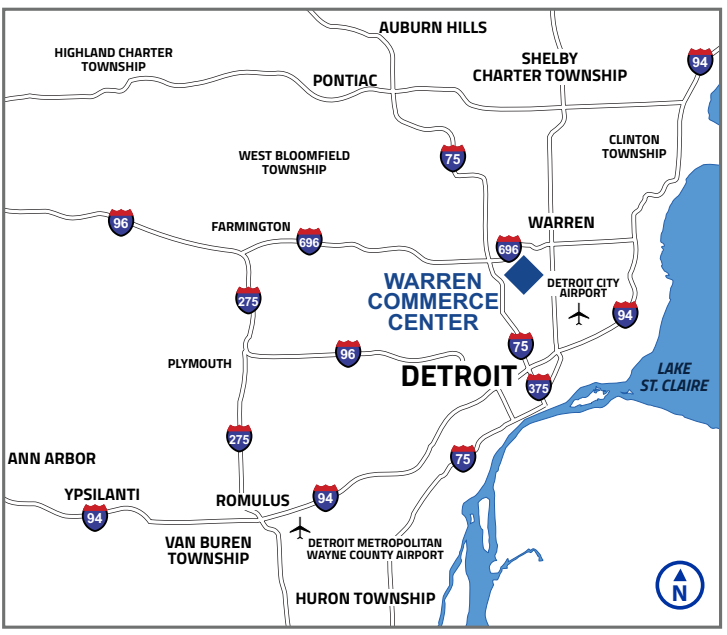 AUBURN HILLS
HIGHLAND CHARTER
TOWNSHIP
SHELBY
CHARTER TOWNSHIP
94
PONTIAC
CLINTON
TOWNSHIP
WEST BLOOMFIELD
TOWNSHIP
75
96
FARMINGTON
696
WARREN
696
WARREN
COMMERCE
CENTER
DETROIT CITY
AIRPORT
275
94
75
96
PLYMOUTH
DETROIT
375
LAKE
ST. CLAIRE
275
75
ANN ARBOR
YPSILANTI
94
ROMULUS
94
VAN BUREN
TOWNSHIP
DETROIT METROPOLITAN
WAYNE COUNTY AIRPORT
HURON TOWNSHIP
N